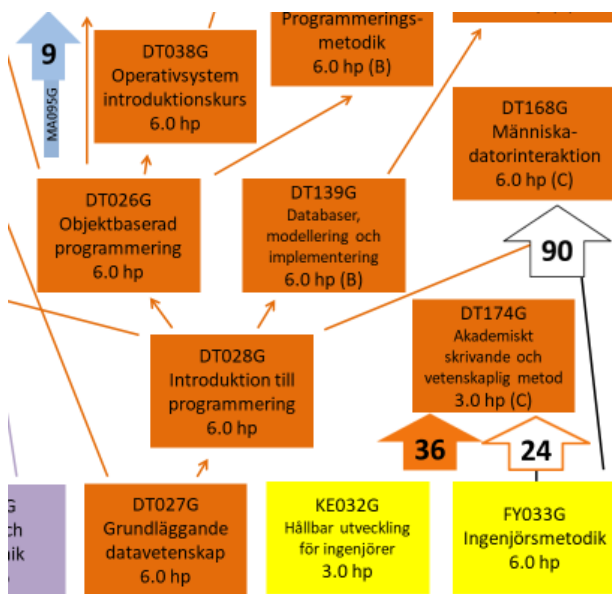 9
MA095G
DT038G
Operativsystem
introduktionskurs
6.0 hp
Programmerings-
metodik
6.0 hp (B)
DT168G
Människa-
datorinteraktion
6.0 hp (C)
DT026G
Objektbaserad
programmering
6.0 hp
DT139G
Databaser,
modellering och
implementering
6.0 hp (B)
90
DT028G
Introduktion till
programmering
6.0 hp
DT174G
Akademiskt
skrivande och
vetenskaplig metod
3.0 hp (C)
36
24
G
ch
ik
DT027G
Grundläggande
datavetenskap
6.0 hp
KE032G
Hållbar utveckling
för ingenjörer
3.0 hp
FY033G
Ingenjörsmetodik
6.0 hp